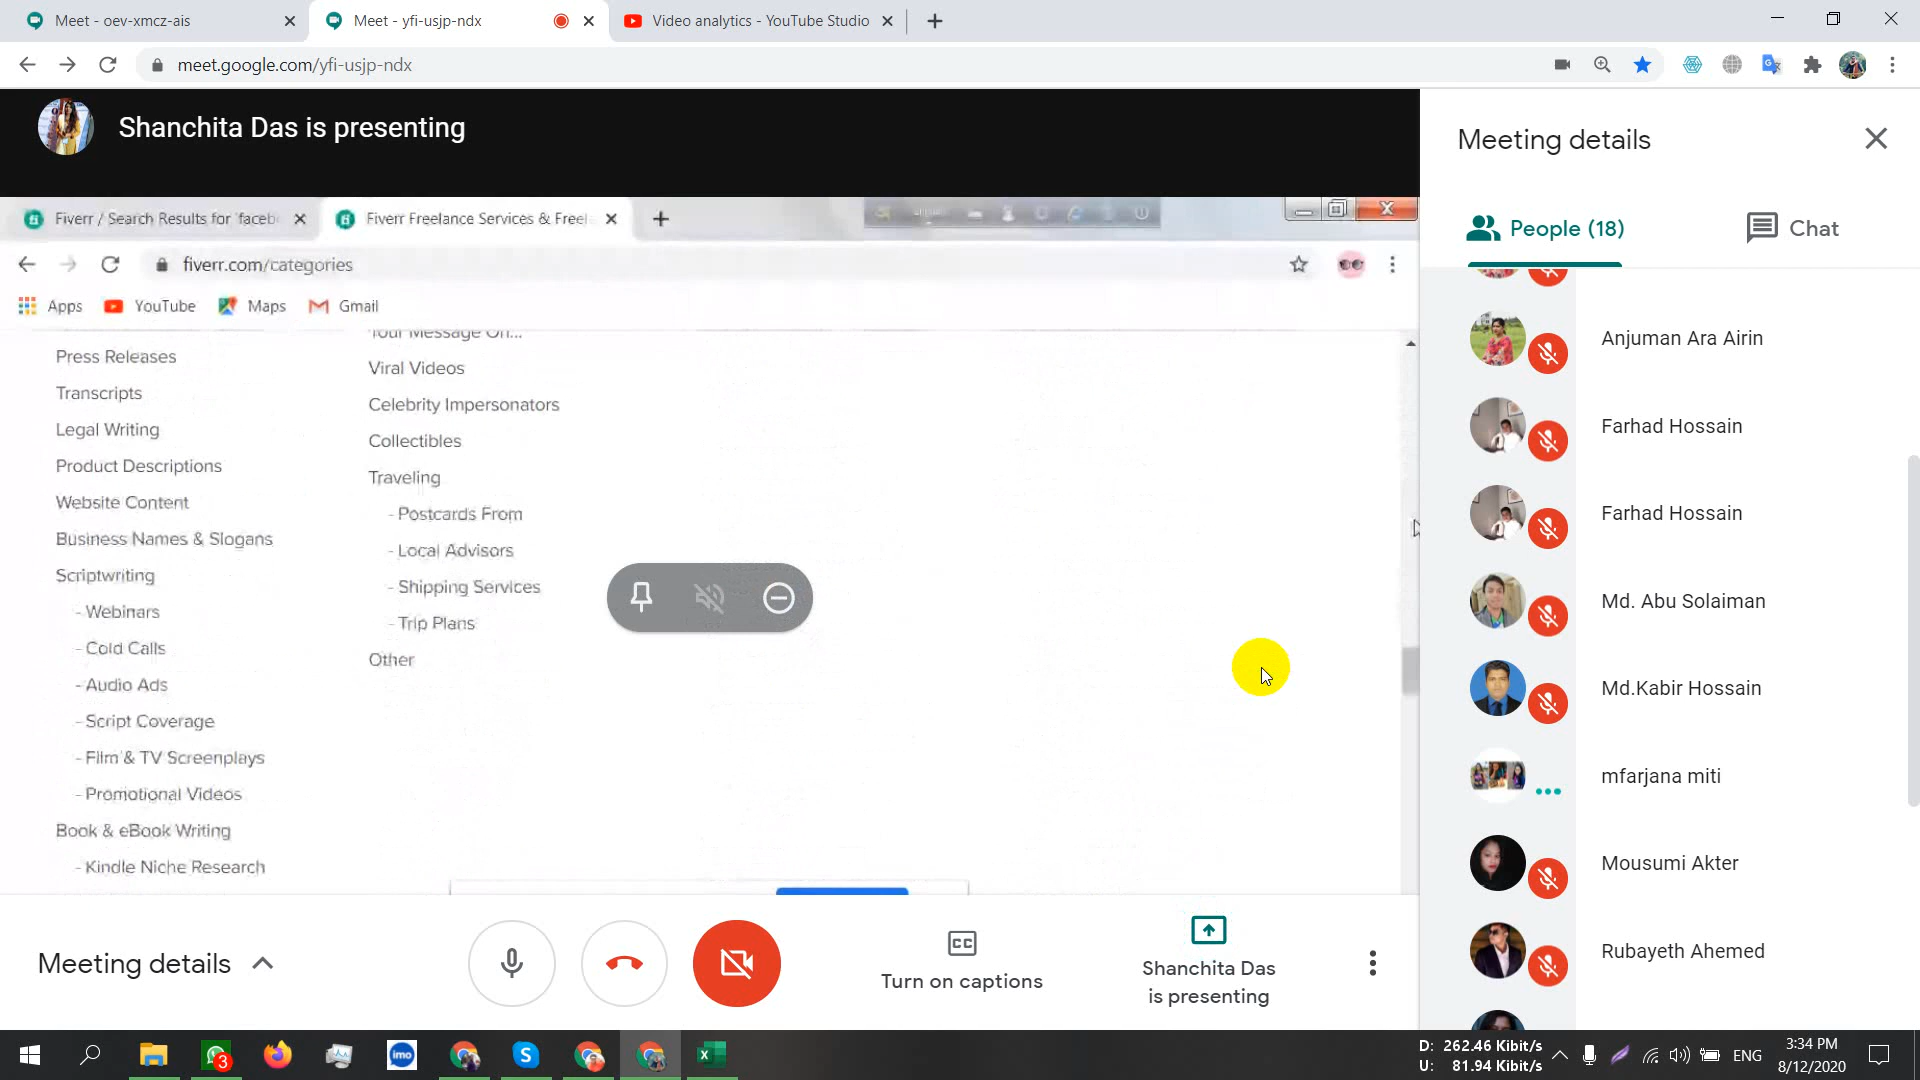 Meet - oev-xmcz-ais
Meet - yfi-usjp-ndx
Video analytics - YouTube Studio
meet.google.com/yfi-usjp-ndx
Shanchita Das is presenting
Fiverr / Search Results for 'faceb
Fiverr Freelance Services & Freel
fiverr.com/categories
Apps
YouTube
Maps
Gmail
Press Releases
Transcripts
Legal Writing
Product Descriptions
Website Content
Business Names & Slogans
Scriptwriting
- Webinars
- Cold Calls
- Audio Ads
- Script Coverage
- Film & TV Screenplays
- Promotional Videos
Book & eBook Writing
- Kindle Niche Research
Your Message On...
Viral Videos
Celebrity Impersonators
Collectibles
Traveling
- Postcards From
- Local Advisors
- Shipping Services
- Trip Plans
Other
Meeting details
People (18)
Chat
Anjuman Ara Airin
Farhad Hossain
Farhad Hossain
Md. Abu Solaiman
Md.Kabir Hossain
mfarjana miti
Mousumi Akter
Rubayeth Ahemed
Meeting details
Turn on captions
Shanchita Das
is presenting
3
imo
D: 262.46 Kibit/s
U: 81.94 Kibit/s
ENG
3:34 PM
8/12/2020